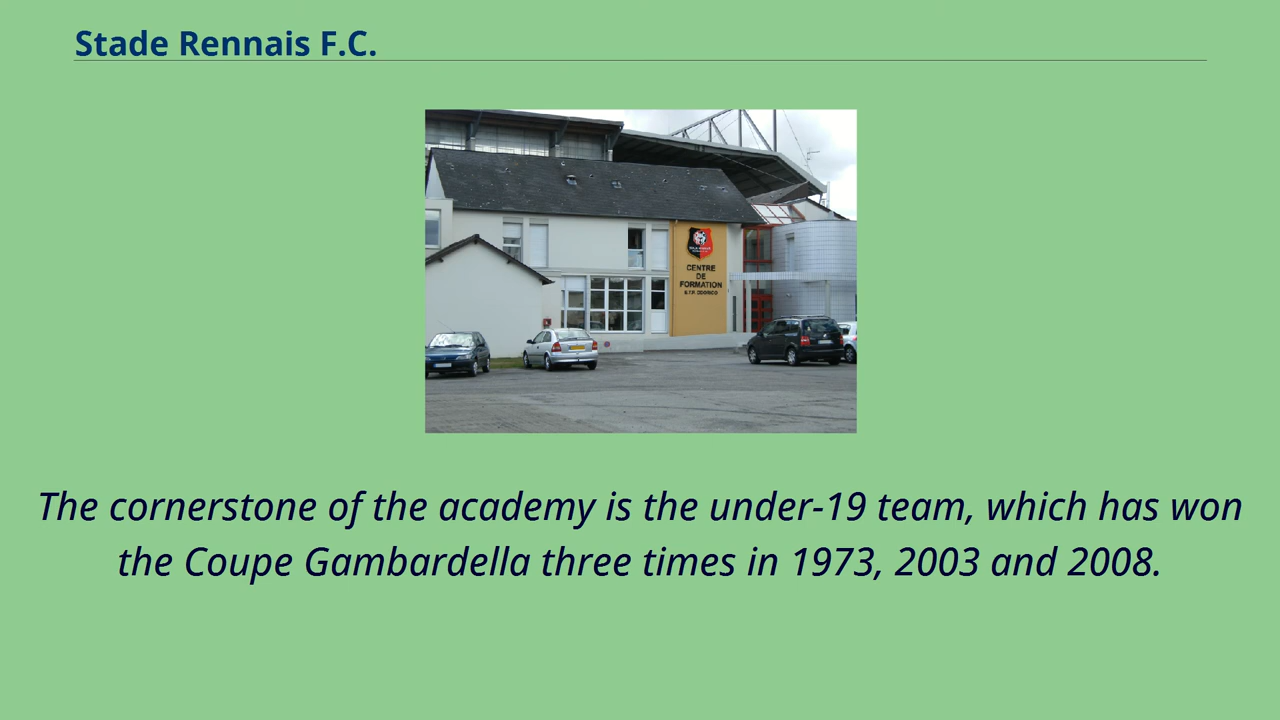 Stade Rennais F.C.
CENTRE
DE
FORMATION
The cornerstone of the academy is the under-19 team, which has won
the Coupe Gambardella three times in 1973, 2003 and 2008.